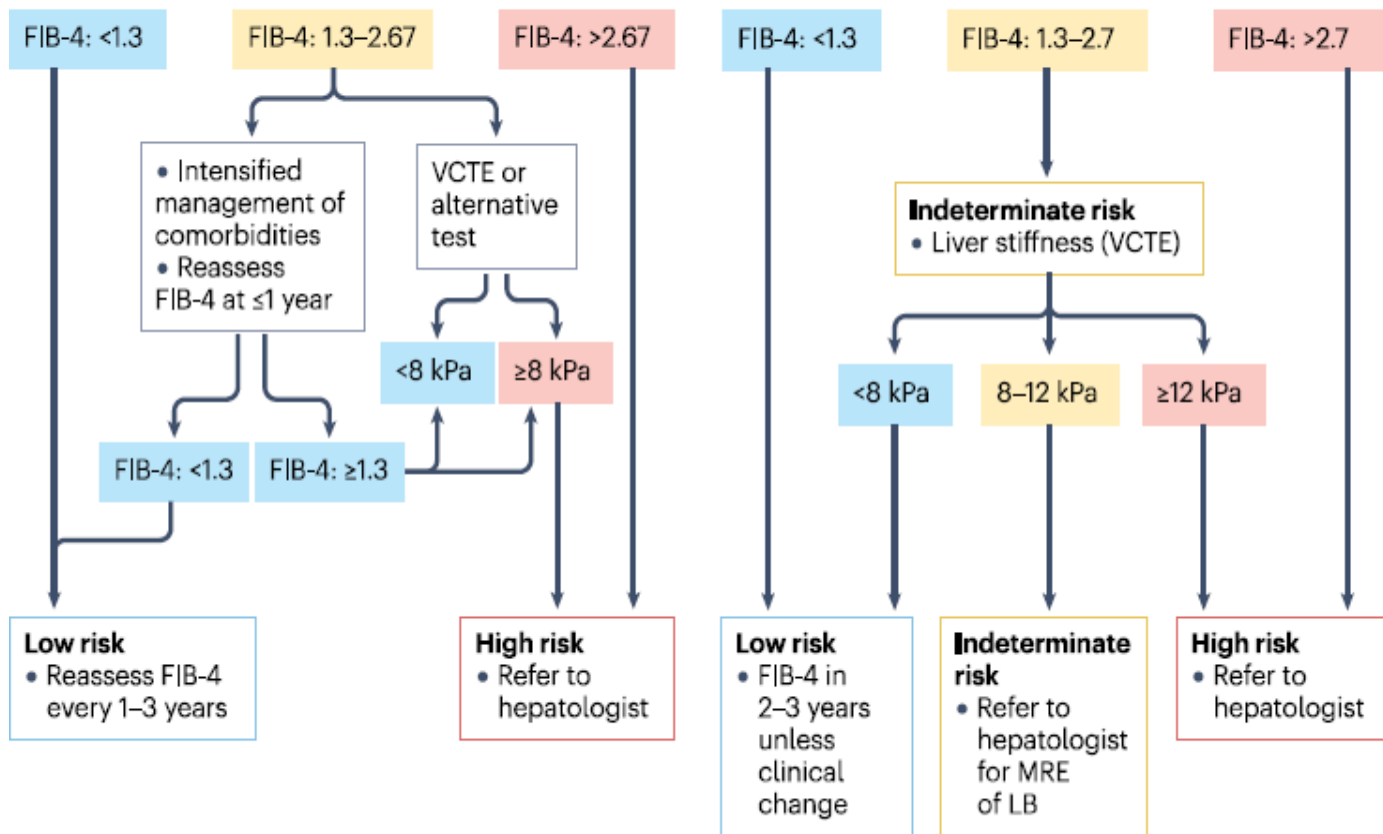 FIB-4: <1.3
FIB-4: 1.3–2.67
FIB-4: >2.67
• Intensified
management of
comorbidities
• Reassess
FIB-4 at ≤1 year
VCTE or
alternative
test
<8 kPa
≥8 kPa
FIB-4: <1.3
FIB-4: ≥1.3
Low risk
• Reassess FIB-4
every 1–3 years
High risk
• Refer to
hepatologist
FIB-4: <1.3
FIB-4: 1.3–2.7
FIB-4: >2.7
Indeterminate risk
• Liver stiffness (VCTE)
<8 kPa
8–12 kPa
≥12 kPa
Low risk
• FIB-4 in
2–3 years
unless
clinical
change
Indeterminate
risk
• Refer to
hepatologist
for MRE
of LB
High risk
• Refer to
hepatologist